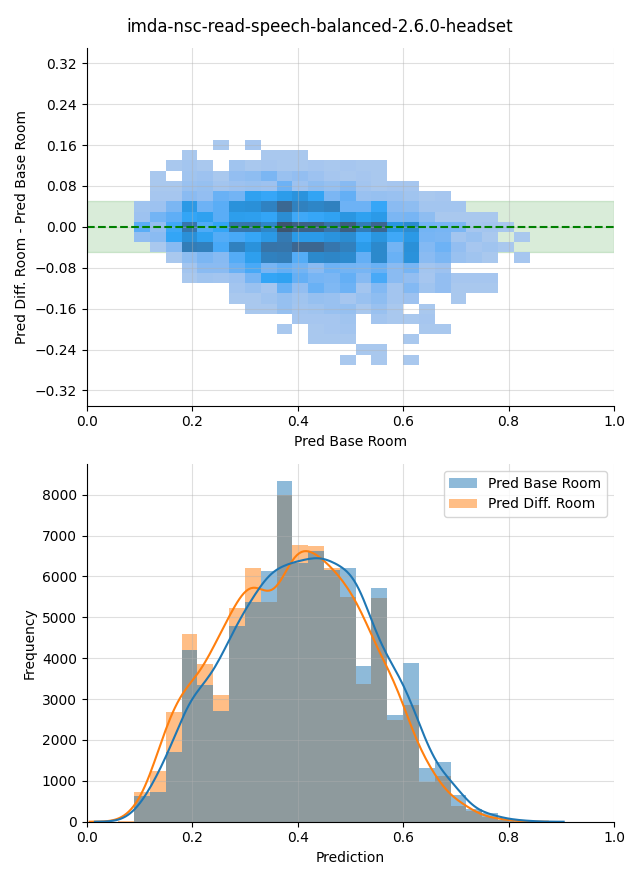 imda-nsc-read-speech-balanced-2.6.0-headset
0.32
0.24
0.16
0.08
0.00
−0.08
−0.16
−0.24
−0.32
Pred Diff. Room - Pred Base Room
0.0 0.2 0.4 0.6 0.8 1.0
Pred Base Room
Pred Base Room
Pred Diff. Room
8000
7000
6000
5000
4000
3000
2000
1000
0
Frequency
0.0 0.2 0.4 0.6 0.8 1.0
Prediction